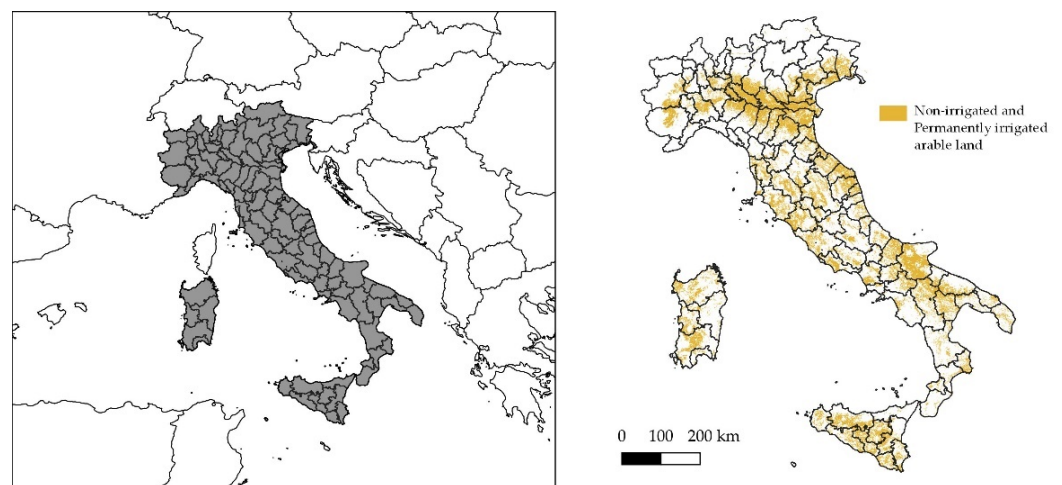 Non-irrigated and
Permanently irrigated
arable land
0 100 200 km